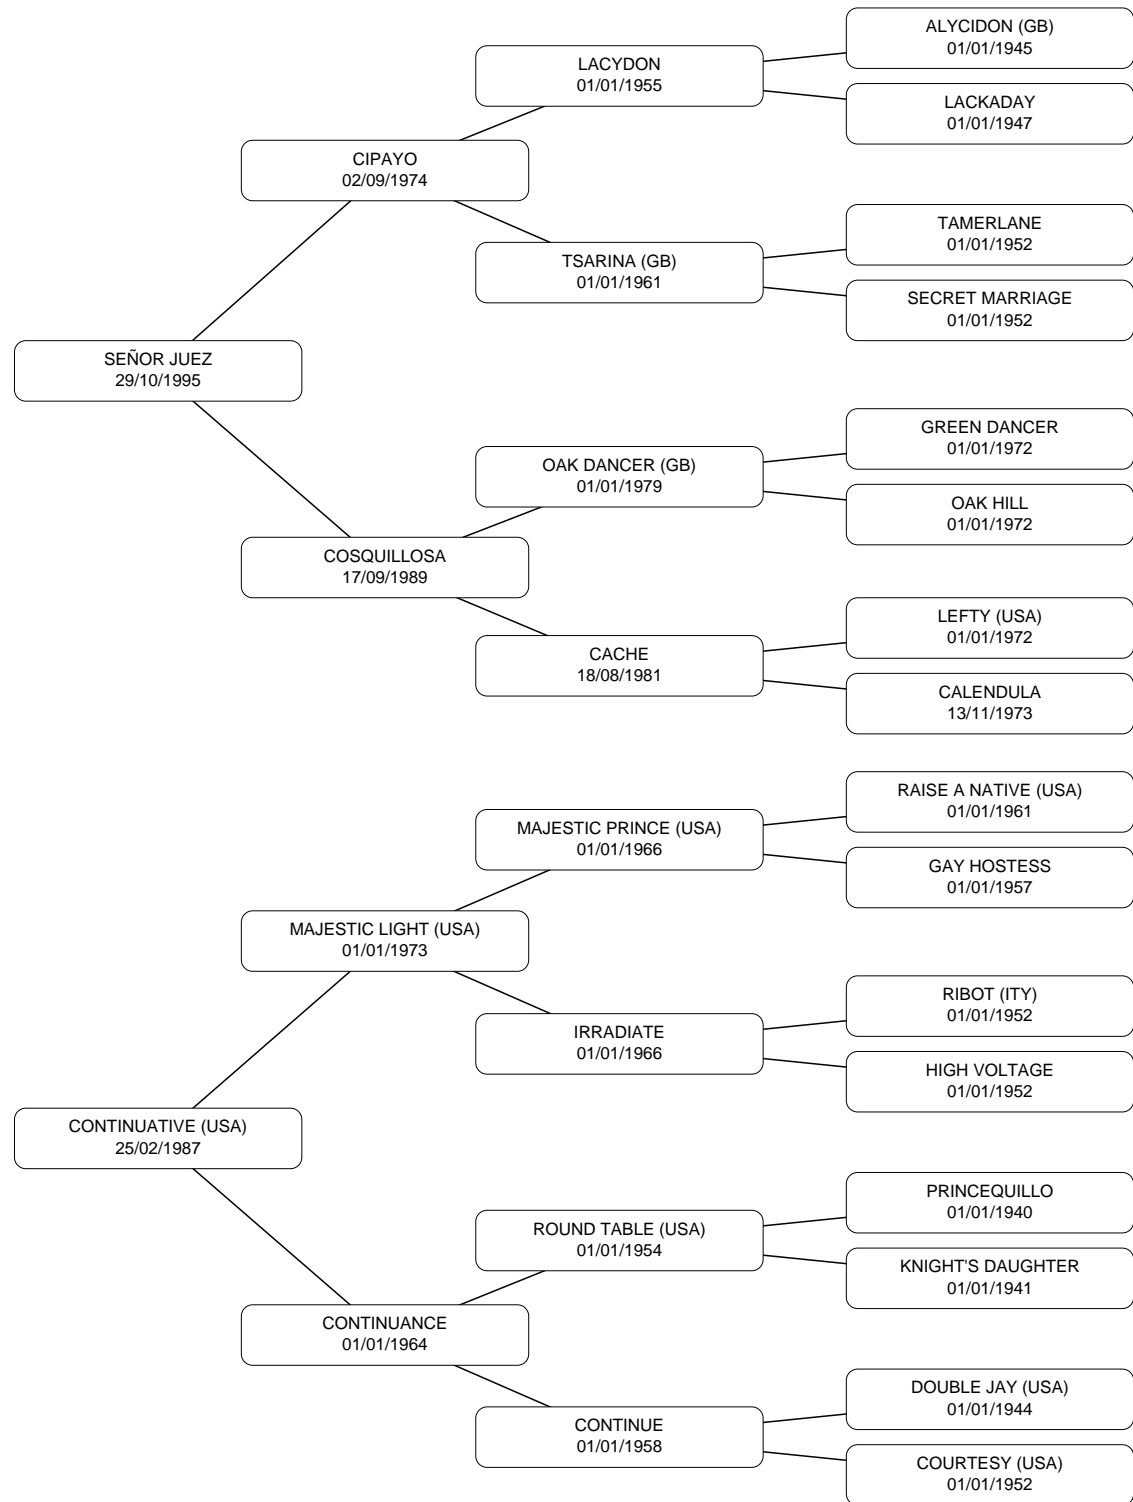 ALYCIDON (GB)
01/01/1945
LACYDON
01/01/1955
LACKADAY
01/01/1947
CIPAYO
02/09/1974
TAMERLANE
01/01/1952
TSARINA (GB)
01/01/1961
SECRET MARRIAGE
01/01/1952
SEÑOR JUEZ
29/10/1995
GREEN DANCER
01/01/1972
OAK DANCER (GB)
01/01/1979
OAK HILL
01/01/1972
COSQUILLOSA
17/09/1989
LEFTY (USA)
01/01/1972
CACHE
18/08/1981
CALENDULA
13/11/1973
RAISE A NATIVE (USA)
01/01/1961
MAJESTIC PRINCE (USA)
01/01/1966
GAY HOSTESS
01/01/1957
MAJESTIC LIGHT (USA)
01/01/1973
RIBOT (ITY)
01/01/1952
IRRADIATE
01/01/1966
HIGH VOLTAGE
01/01/1952
CONTINUATIVE (USA)
25/02/1987
PRINCEQUILLO
01/01/1940
ROUND TABLE (USA)
01/01/1954
KNIGHT'S DAUGHTER
01/01/1941
CONTINUANCE
01/01/1964
DOUBLE JAY (USA)
01/01/1944
CONTINUE
01/01/1958
COURTESY (USA)
01/01/1952